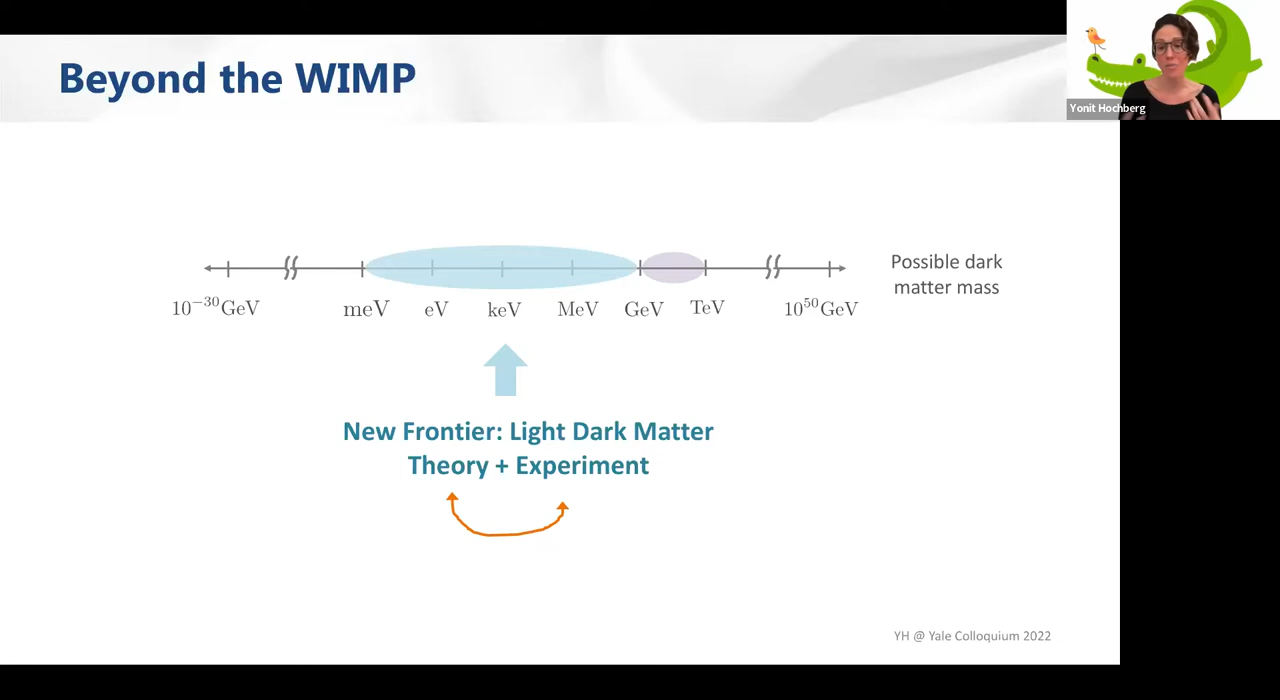 Beyond the WIMP
Yonit Hochberg
Possible dark
matter mass
10⁻³⁰GeV meV eV keV MeV GeV TeV 10⁵⁰GeV
New Frontier: Light Dark Matter
Theory + Experiment
YH @ Yale Colloquium 2022